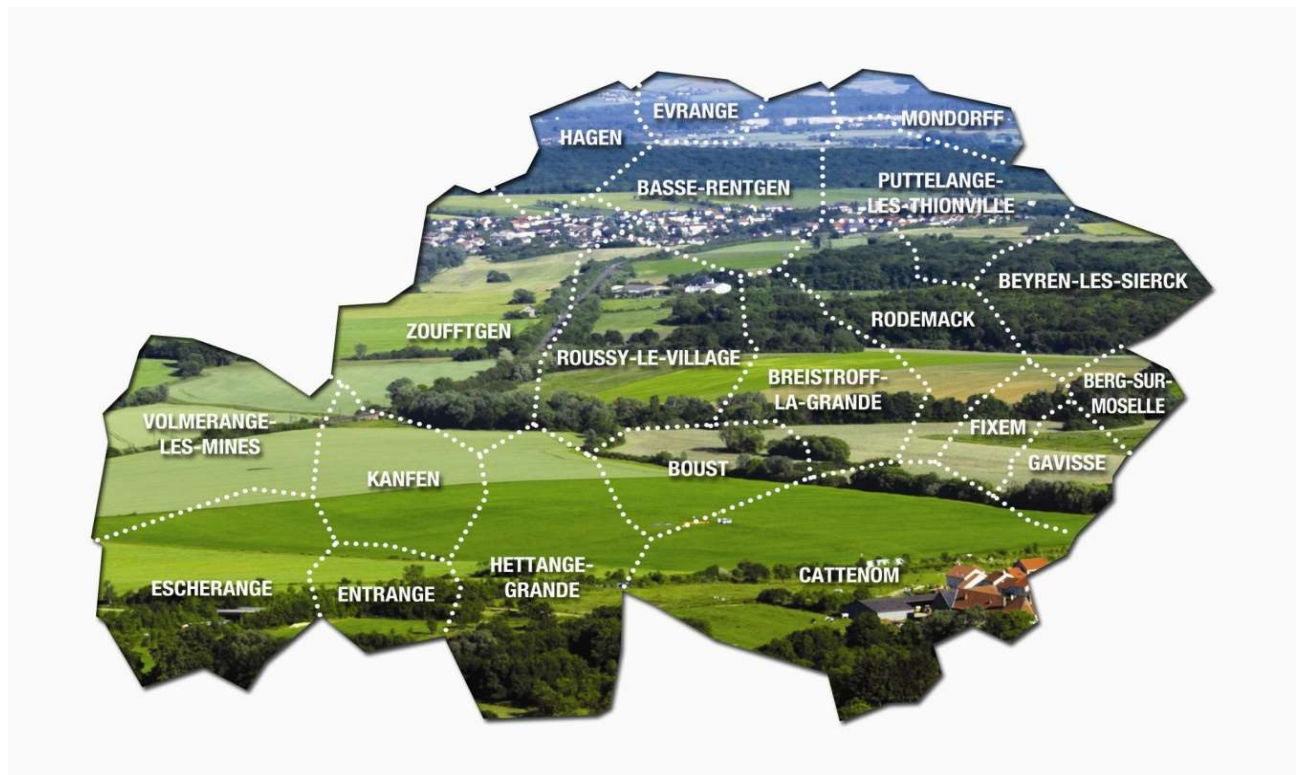 EVRANGE
MONDORFF
HAGEN
BASSE-RENTGEN
PUTTELANGE-
LES-THIONVILLE
BEYREN-LES-SIERCK
RODEMACK
ZOUFFTGEN
ROUSSY-LE-VILLAGE
BREISTROFF-
LA-GRANDE
BERG-SUR-
MOSELLE
VOLMERANGE-
LES-MINES
FIXEM
GAVISSE
BOUST
KANFEN
HETTANGE-
GRANDE
CATTENOM
ESCHERANGE
ENTRANGE